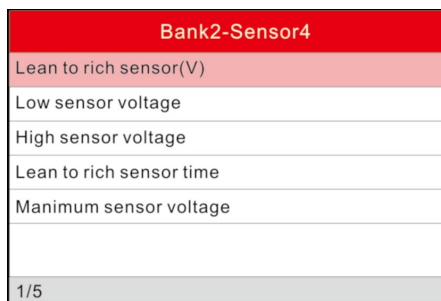 Bank2-Sensor4
Lean to rich sensor(V)
Low sensor voltage
High sensor voltage
Lean to rich sensor time
Manimum sensor voltage
1/5